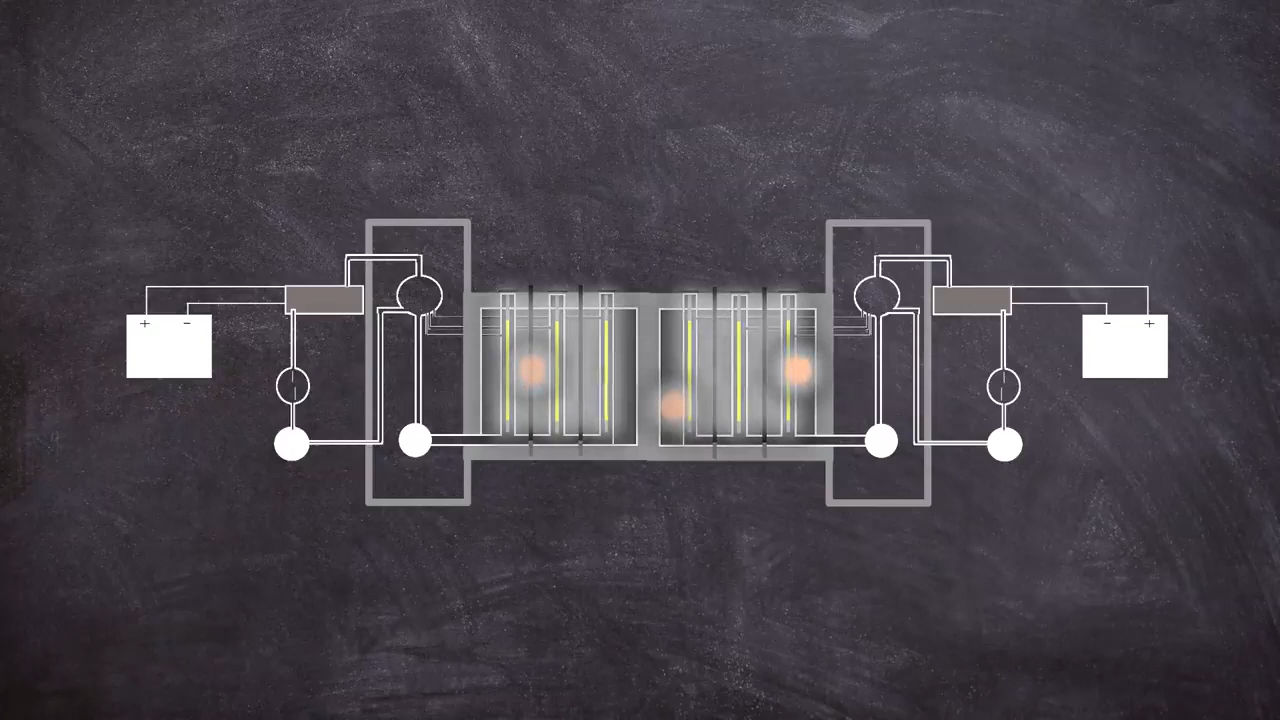 + -
- +